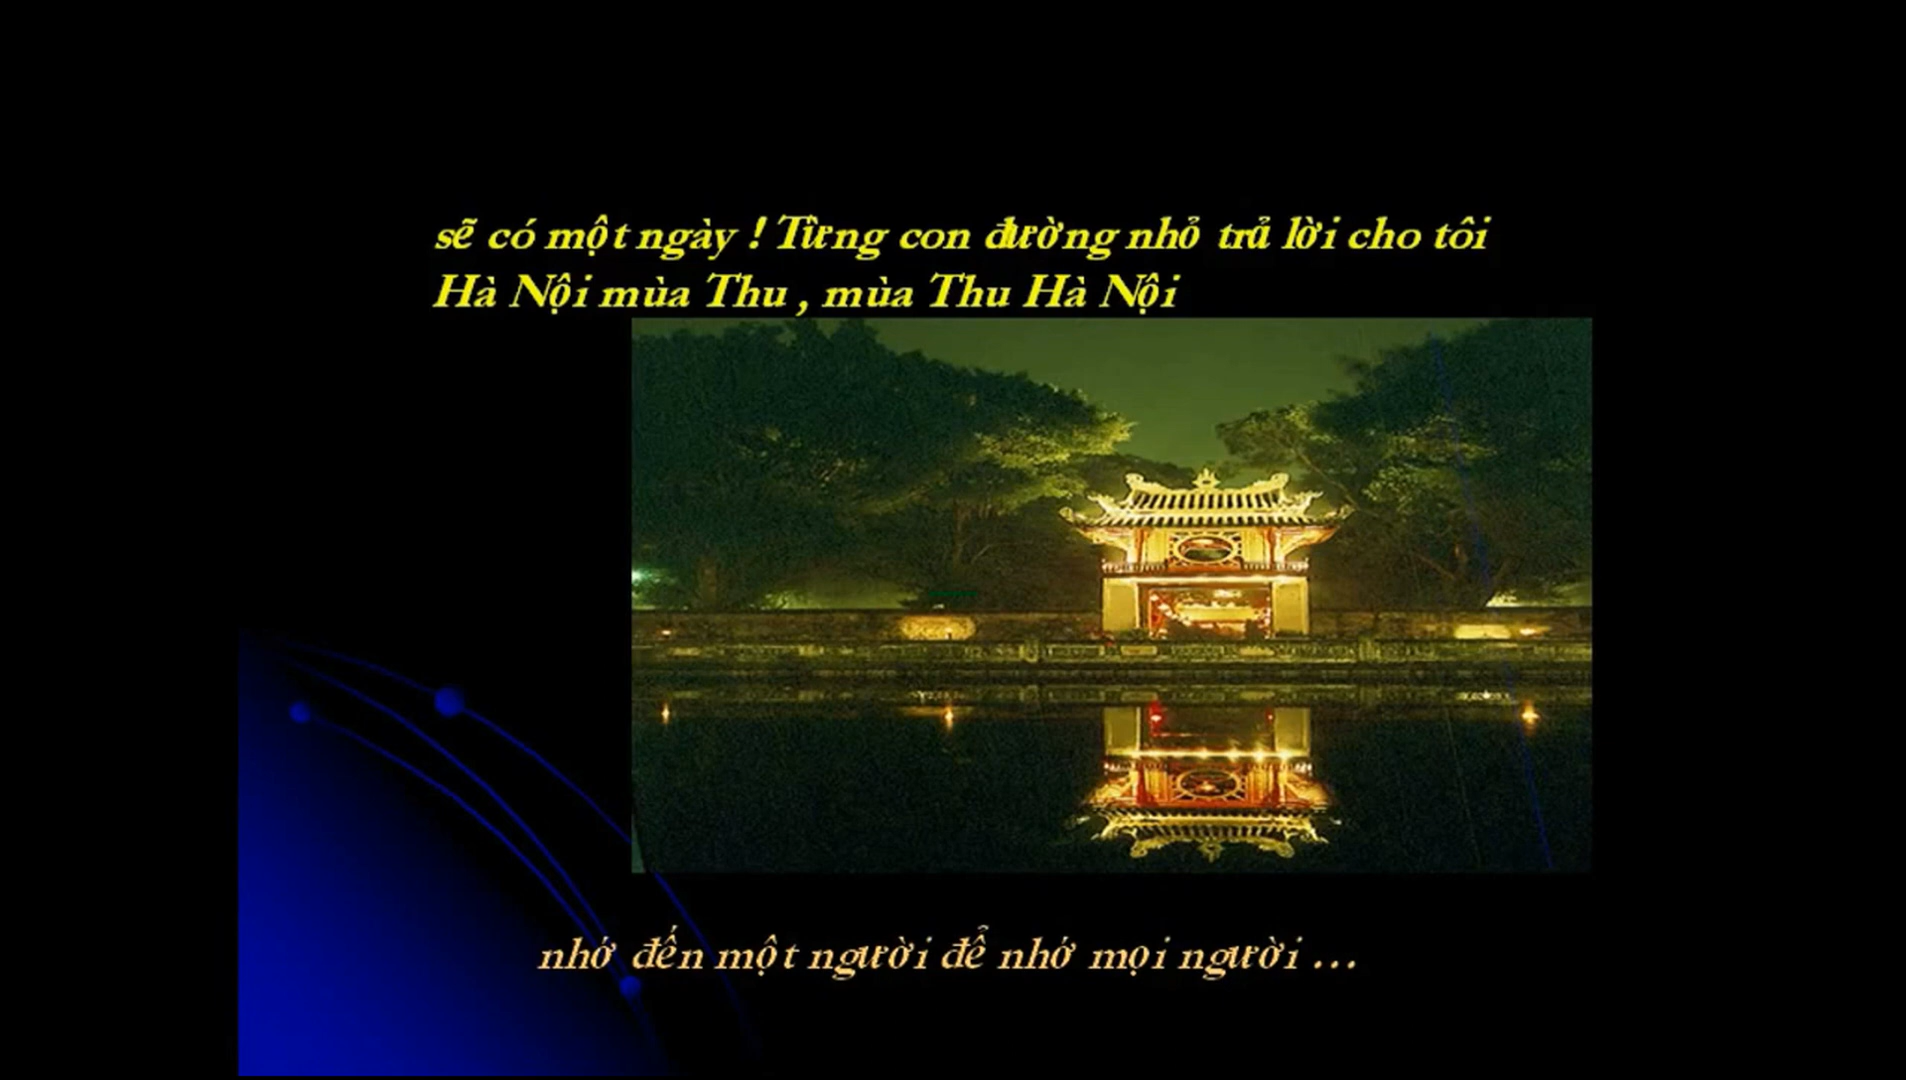 sẽ có một ngày ! Từng con đường nhỏ trả lời cho tôi
Hà Nội mùa Thu , mùa Thu Hà Nội
nhớ đến một người để nhớ mọi người ...